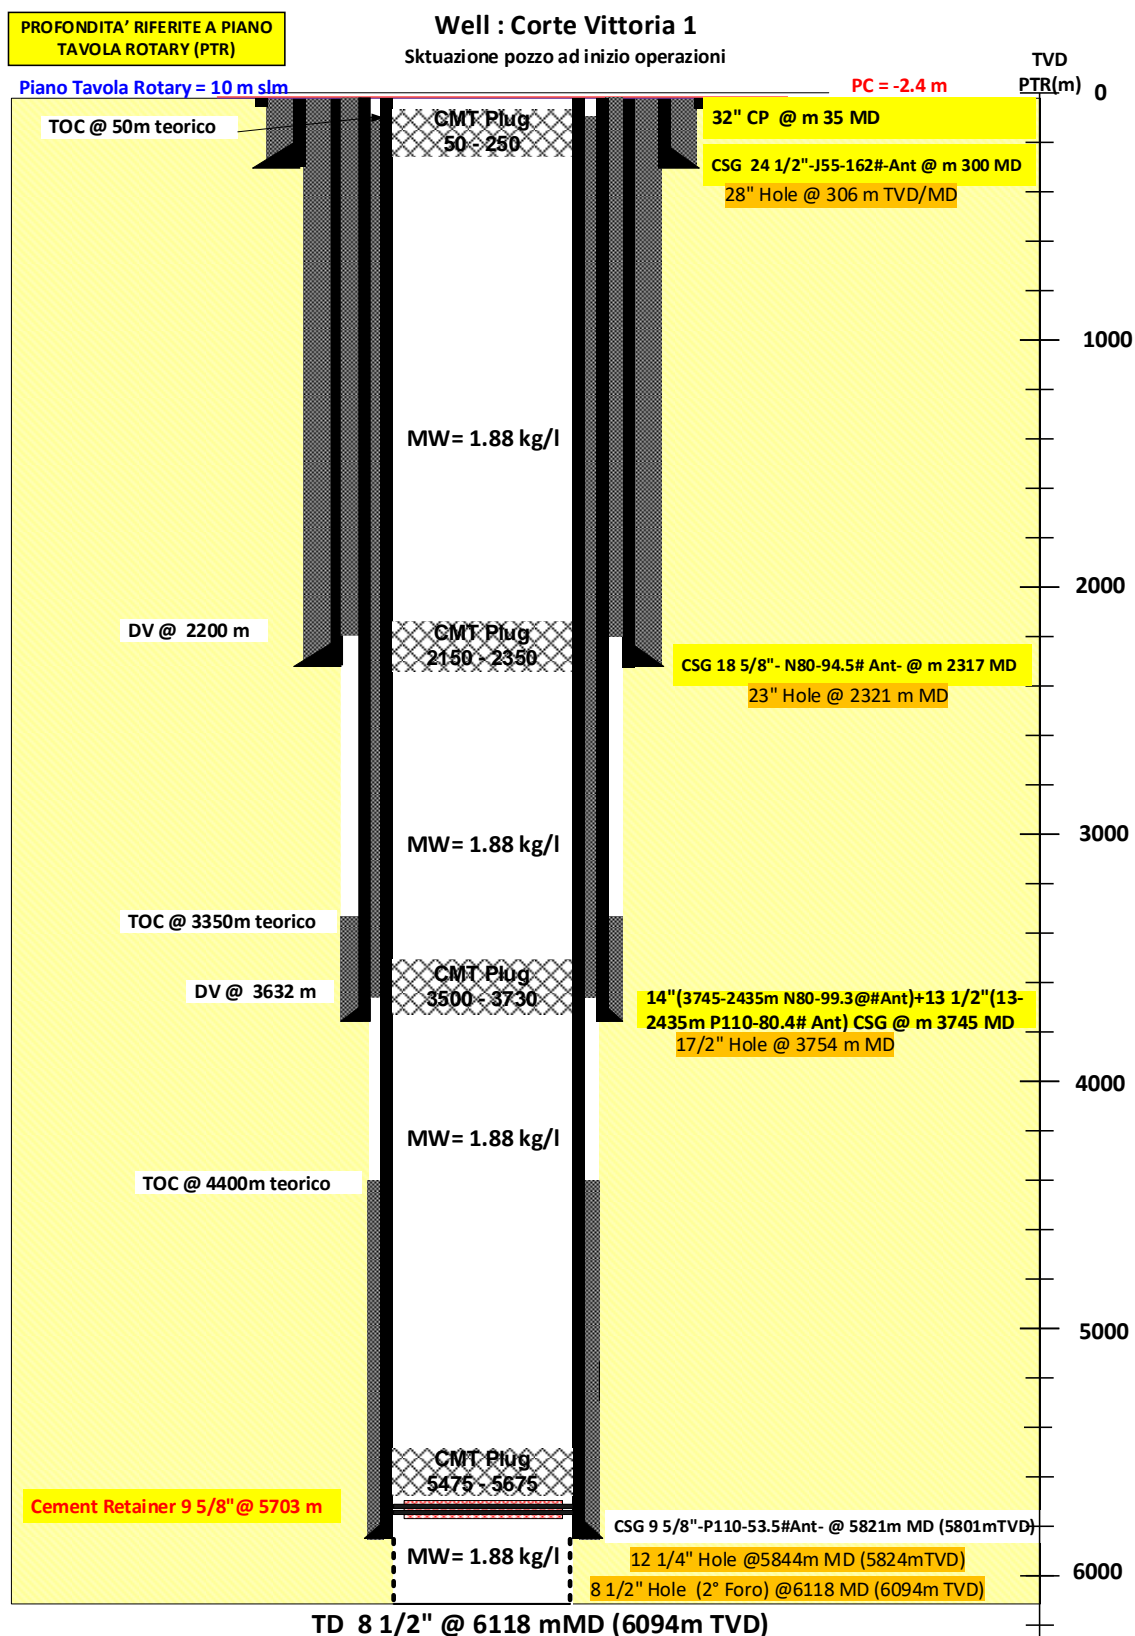 PROFONDITA' RIFERITE A PIANO
TAVOLA ROTARY (PTR)
Well : Corte Vittoria 1
Sktuazione pozzo ad inizio operazioni
TVD
PTR(m)
Piano Tavola Rotary = 10 m slm
PC = -2.4 m
0
TOC @ 50m teorico
CMT Plug
50 - 250
32" CP @ m 35 MD
CSG 24 1/2"-J55-162#-Ant @ m 300 MD
28" Hole @ 306 m TVD/MD
1000
MW= 1.88 kg/l
2000
DV @ 2200 m
CMT Plug
2150 - 2350
CSG 18 5/8"- N80-94.5# Ant- @ m 2317 MD
23" Hole @ 2321 m MD
3000
MW= 1.88 kg/l
TOC @ 3350m teorico
CMT Plug
3500 - 3730
DV @ 3632 m
14"(3745-2435m N80-99.3@#Ant)+13 1/2"(13-
2435m P110-80.4# Ant) CSG @ m 3745 MD
17/2" Hole @ 3754 m MD
4000
MW= 1.88 kg/l
TOC @ 4400m teorico
5000
CMT Plug
5475 - 5675
Cement Retainer 9 5/8"@ 5703 m
CSG 9 5/8"-P110-53.5#Ant- @ 5821m MD (5801mTVD)
MW= 1.88 kg/l
12 1/4" Hole @5844m MD (5824mTVD)
6000
8 1/2" Hole (2° Foro) @6118 MD (6094m TVD)
TD 8 1/2" @ 6118 mMD (6094m TVD)